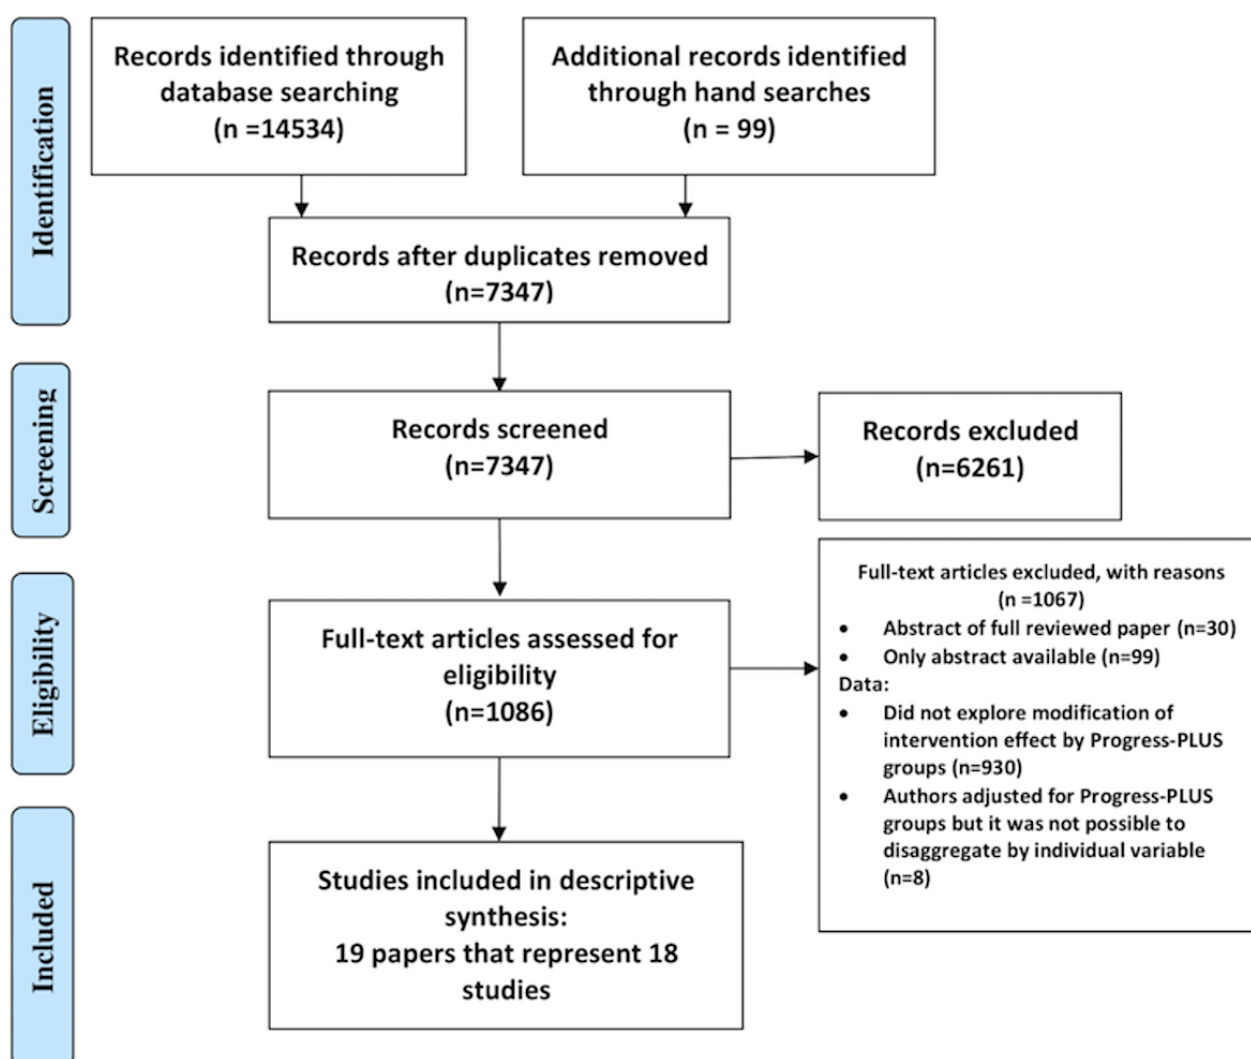 Identification
Records identified through
database searching
(n =14534)
Additional records identified
through hand searches
(n = 99)
Records after duplicates removed
(n=7347)
Screening
Records screened
(n=7347)
Records excluded
(n=6261)
Eligibility
Full-text articles assessed for
eligibility
(n=1086)
Full-text articles excluded, with reasons
(n =1067)
• Abstract of full reviewed paper (n=30)
• Only abstract available (n=99)
Data:
• Did not explore modification of
intervention effect by Progress-PLUS
groups (n=930)
• Authors adjusted for Progress-PLUS
groups but it was not possible to
disaggregate by individual variable
(n=8)
Included
Studies included in descriptive
synthesis:
19 papers that represent 18
studies